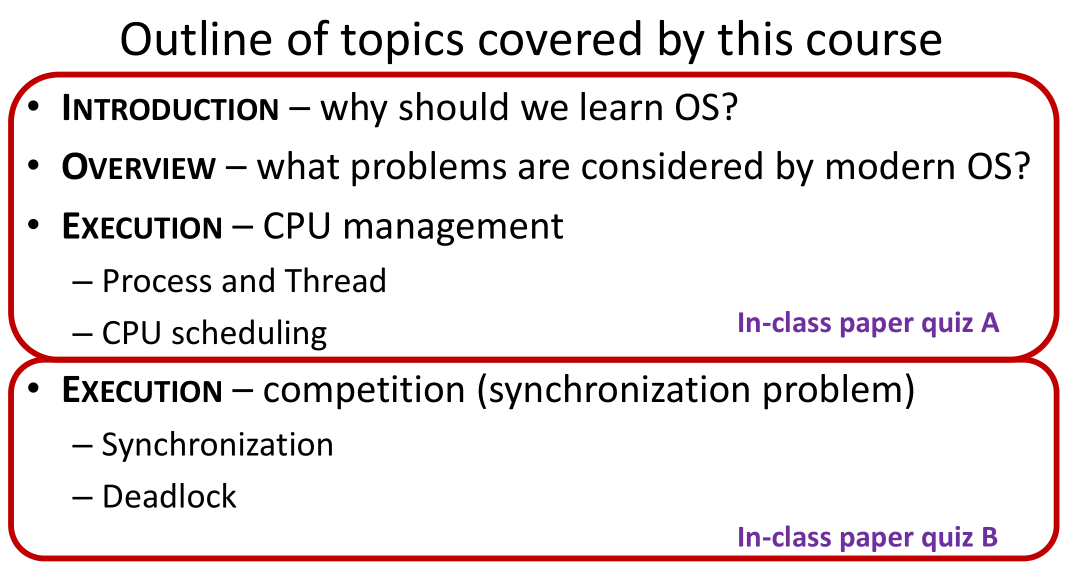 Outline of topics covered by this course
• INTRODUCTION – why should we learn OS?
• OVERVIEW – what problems are considered by modern OS?
• EXECUTION – CPU management
– Process and Thread
– CPU scheduling
In-class paper quiz A
• EXECUTION – competition (synchronization problem)
– Synchronization
– Deadlock
In-class paper quiz B